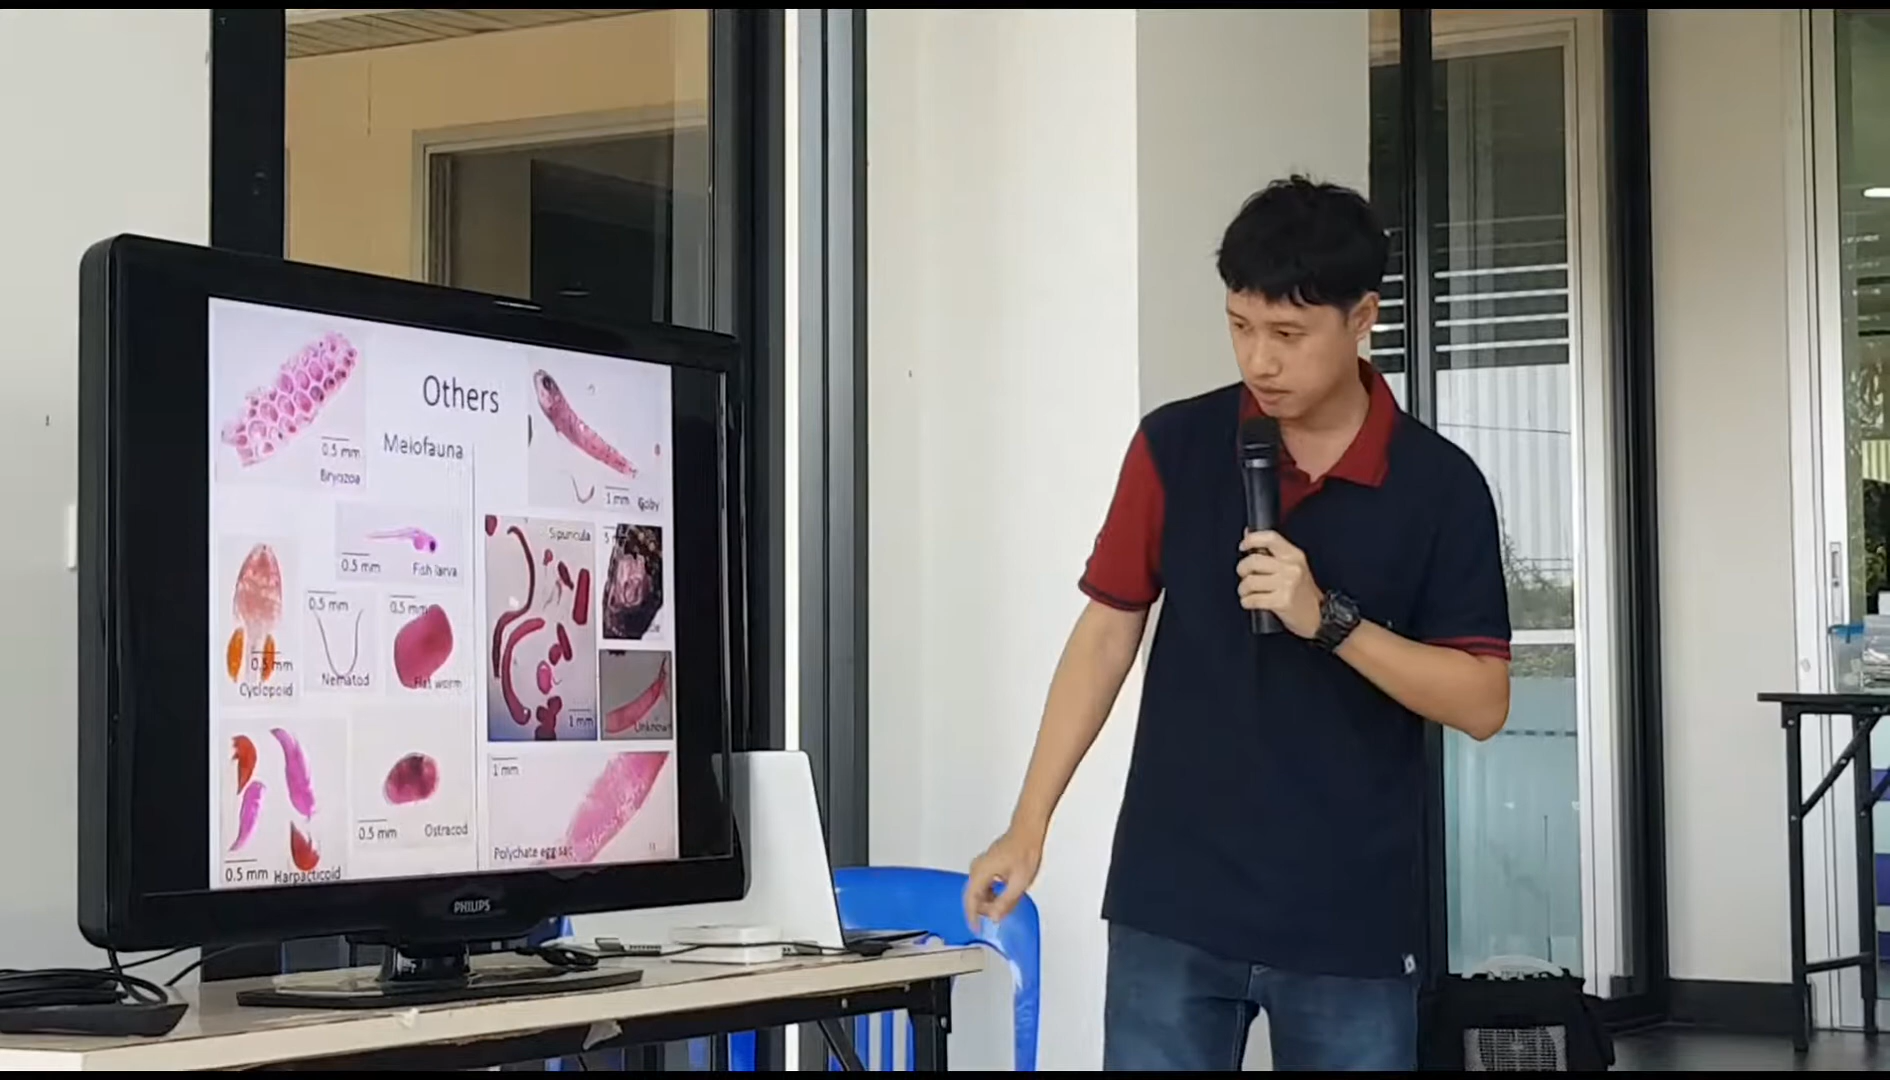 Others
Meiofauna
0.5 mm
Bryozoa
1 mm Goby
0.5 mm
Fish larva
Sipuncula
5
0.5 mm
Cyclopoid
0.5 mm
Nematod
0.5 mm
Flat worm
1 mm
Unknown
0.5 mm Harpacticoid
0.5 mm
Ostracod
1 mm
Polychate egg sac
11
PHILIPS